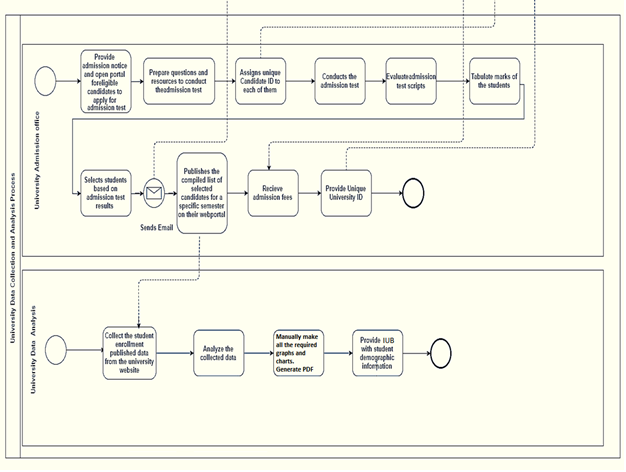 University Data Collection and Analysis Process
University Admission office
Provide
admission notice
and open portal
foreligible
candidates to
apply for
admission test
Prepare questions and
resources to conduct
theadmission test
Assigns unique
Candidate ID to
each of them
Conducts the
admission test
Evaluateadmission
test scripts
Tabulate marks of
the students
Selects students
based on
admission test
results
Sends Email
Publishes the
compiled list of
selected
candidates for a
specific semester
on their webportal
Recieve
admission fees
Provide Unique
University ID
University Data Analysis
Collect the student
enrollment
published data
from the university
website
Analyze the
collected data
Manually make
all the required
graphs and
charts.
Generate PDF
Provide IUB
with student
demographic
information